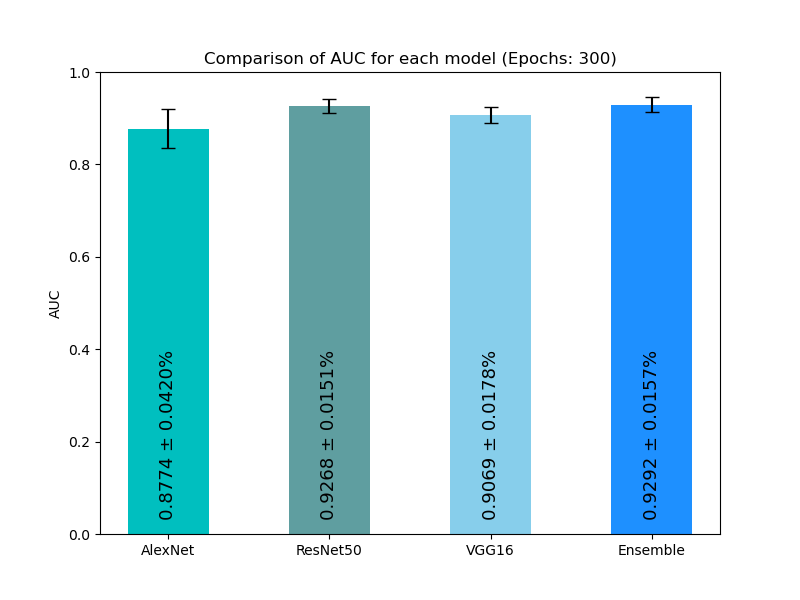 Comparison of AUC for each model (Epochs: 300)
1.0
0.8
0.6
0.4
0.2
0.0
AUC
0.8774 ± 0.0420%
0.9268 ± 0.0151%
0.9069 ± 0.0178%
0.9292 ± 0.0157%
AlexNet
ResNet50
VGG16
Ensemble